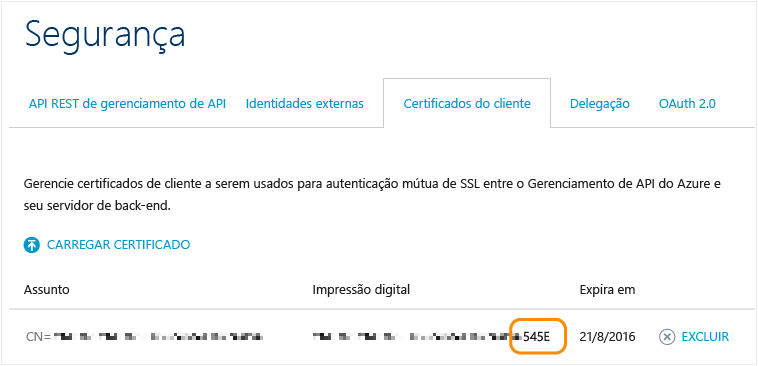 Segurança
API REST de gerenciamento de API Identidades externas Certificados do cliente Delegação OAuth 2.0
Gerencie certificados de cliente a serem usados para autenticação mútua de SSL entre o Gerenciamento de API do Azure e
seu servidor de back-end.
CARREGAR CERTIFICADO
Assunto Impressão digital Expira em
CN= 545E 21/8/2016 EXCLUIR